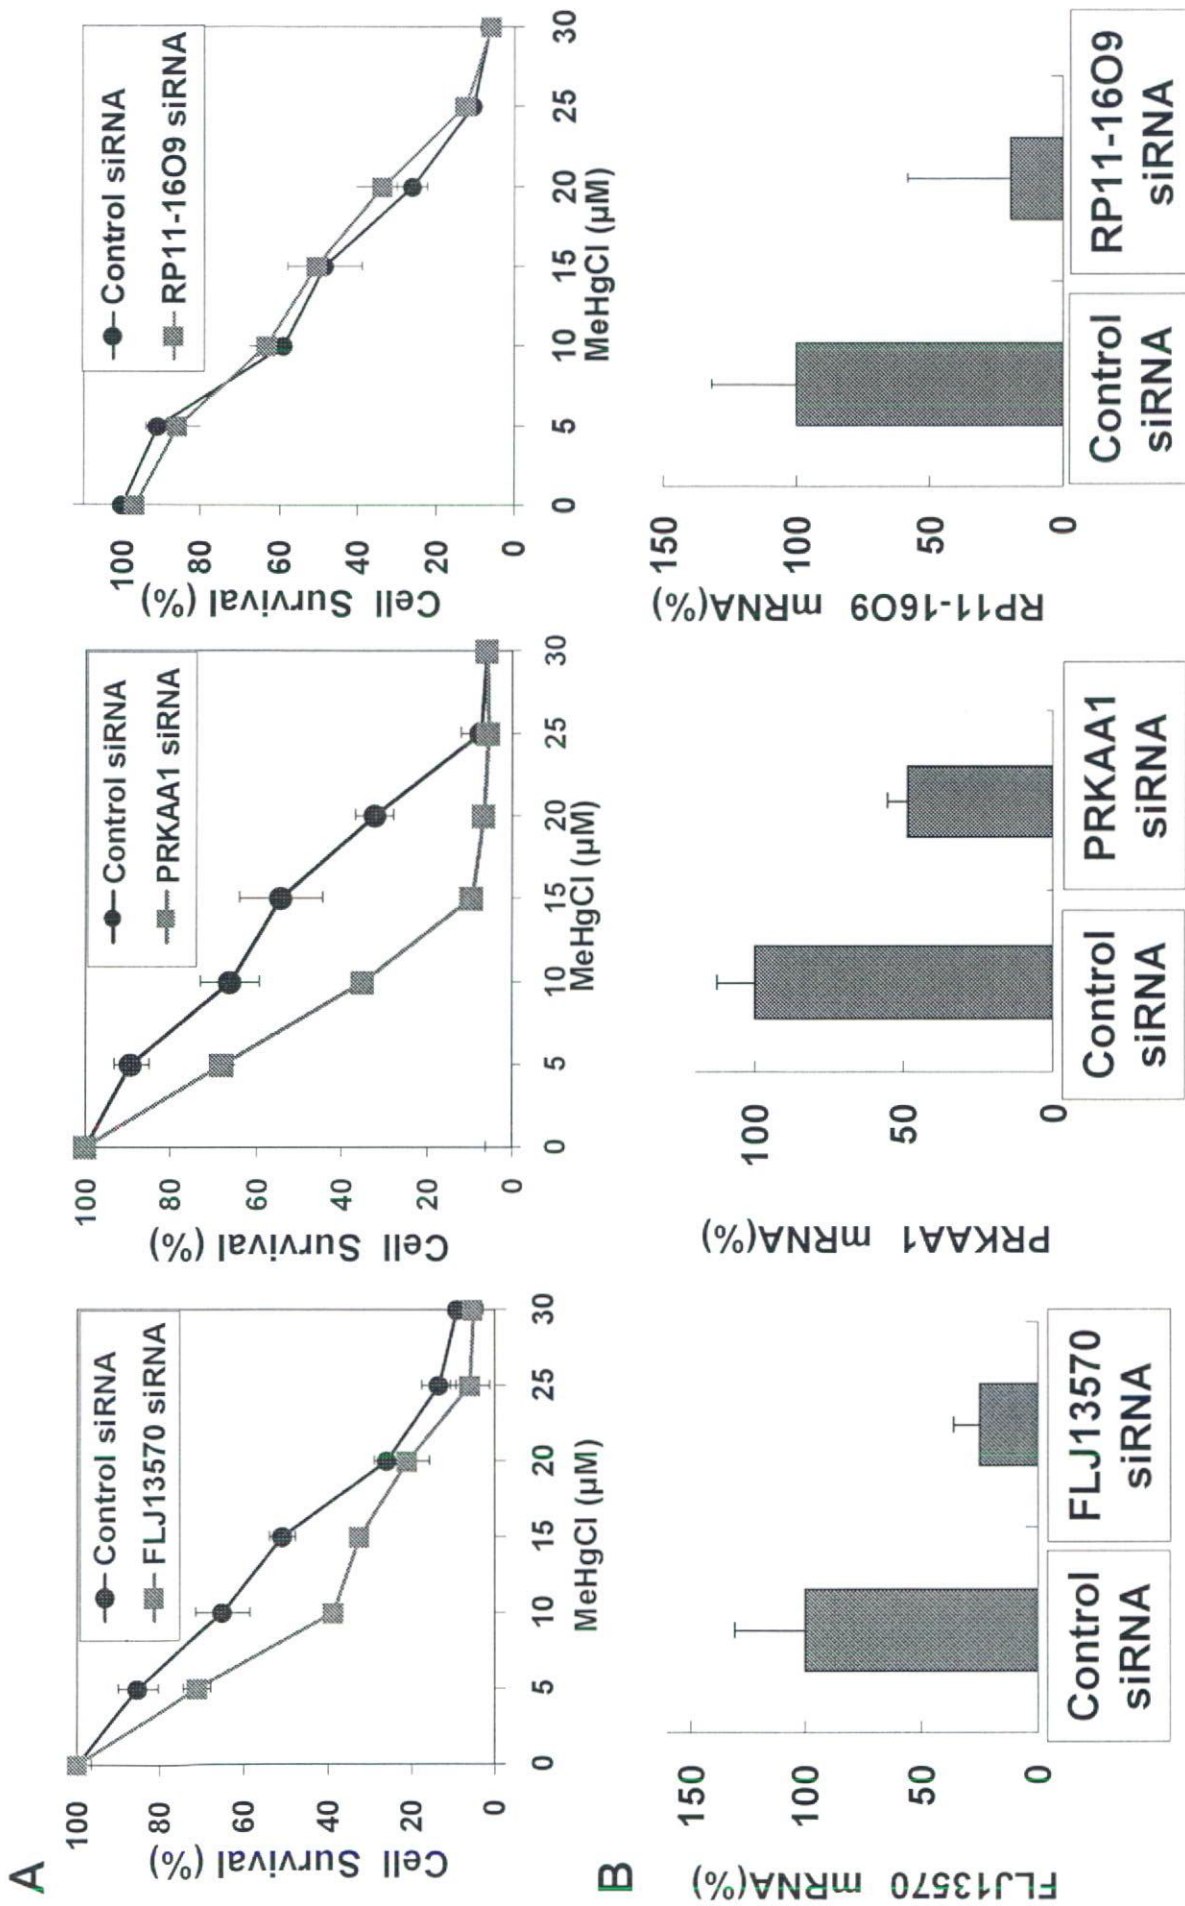 A
Cell Survival (%)
100
80
60
40
20
0
Control siRNA
FLJ13570 siRNA
0 5 10 15 20 25 30
MeHgCl (µM)
Cell Survival (%)
100
80
60
40
20
0
Control siRNA
PRKAA1 siRNA
0 5 10 15 20 25 30
MeHgCl (µM)
Cell Survival (%)
100
80
60
40
20
0
Control siRNA
RP11-16O9 siRNA
0 5 10 15 20 25 30
MeHgCl (µM)
B
FLJ13570 mRNA(%)
150
100
50
0
Control
siRNA
FLJ13570
siRNA
PRKAA1 mRNA(%)
100
50
0
Control
siRNA
PRKAA1
siRNA
RP11-16O9 mRNA(%)
150
100
50
0
Control
siRNA
RP11-16O9
siRNA